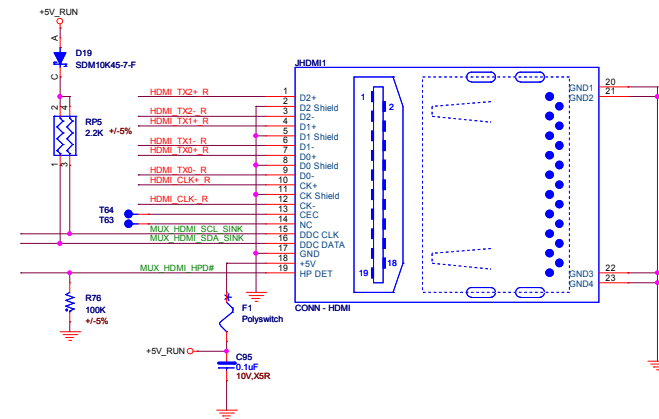 +5V_RUN
A
D19
SDM10K45-7-F
C
JHDMI1
2 4
RP5
2.2K +/-5%
1 3
HDMI_TX2+_R 1 D2+
2 D2 Shield
HDMI_TX2-_R 3 D2-
HDMI_TX1+_R 4 D1+
5 D1 Shield
HDMI_TX1-_R 6 D1-
HDMI_TX0+_R 7 D0+
8 D0 Shield
HDMI_TX0-_R 9 D0-
HDMI_CLK+_R 10 CK+
11 CK Shield
HDMI_CLK-_R 12 CK-
T64 13 CEC
T63 14 NC
MUX_HDMI_SCL_SINK 15 DDC CLK
MUX_HDMI_SDA_SINK 16 DDC DATA
17 GND
18 +5V
MUX_HDMI_HPD# 19 HP DET
1
2
18
19
GND1 20
GND2 21
GND3 22
GND4 23
CONN - HDMI
R76
100K
+/-5%
F1
Polyswitch
+5V_RUN
C95
0.1uF
10V,X5R